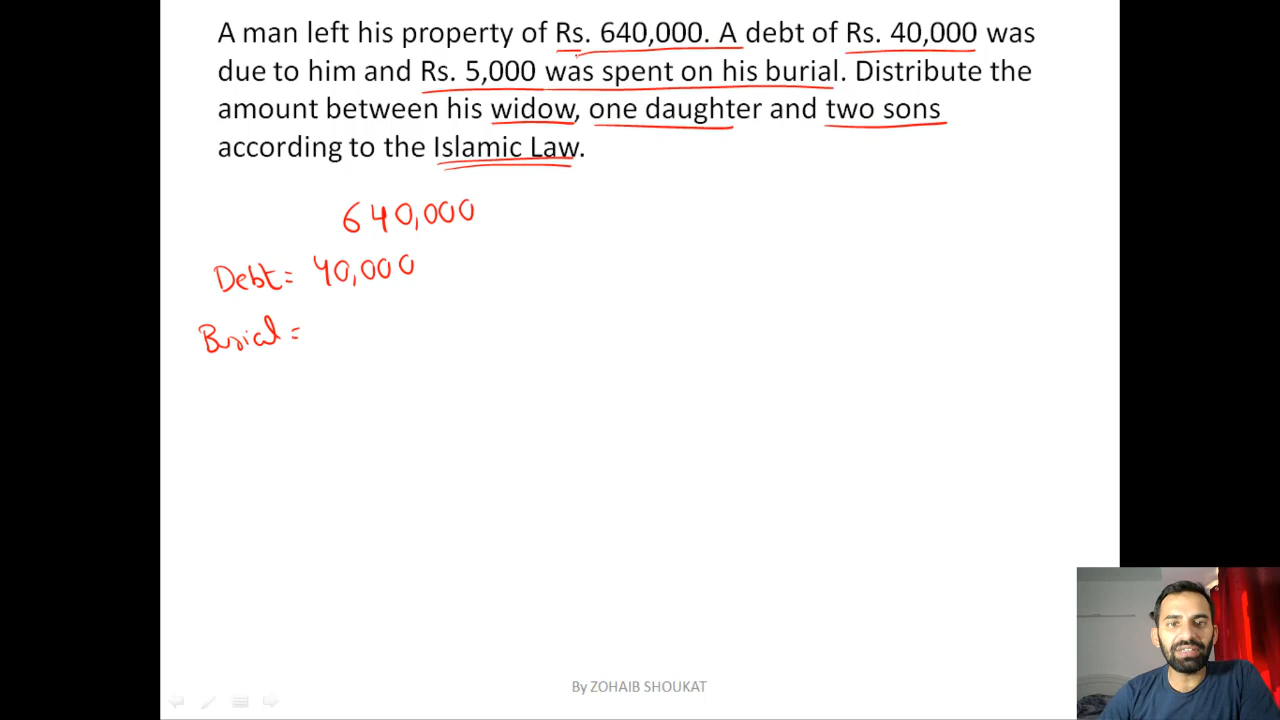 A man left his property of Rs. 640,000. A debt of Rs. 40,000 was
due to him and Rs. 5,000 was spent on his burial. Distribute the
amount between his widow, one daughter and two sons
according to the Islamic Law.
640,000
Debt = 40,000
Burial =
By ZOHAIB SHOUKAT